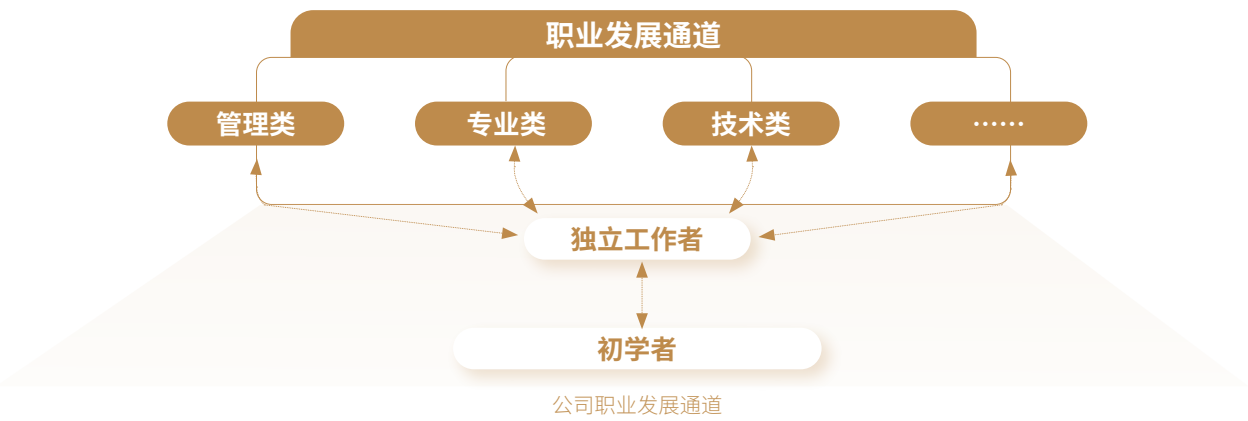 职业发展通道
管理类
专业类
技术类
……
独立工作者
初学者
公司职业发展通道